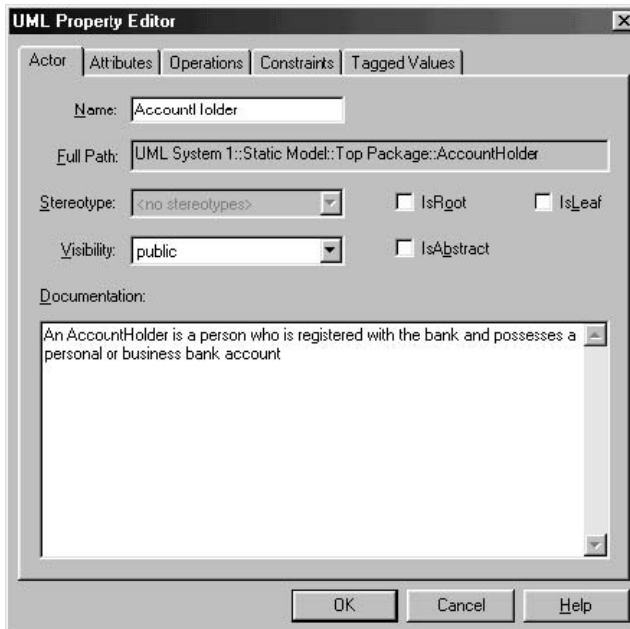 UML Property Editor
Actor Attributes Operations Constraints Tagged Values
Name: AccountHolder
Full Path: UML System 1::Static Model::Top Package::AccountHolder
Stereotype: <no stereotypes> IsRoot IsLeaf
Visibility: public IsAbstract
Documentation:
An AccountHolder is a person who is registered with the bank and possesses a
personal or business bank account
OK Cancel Help